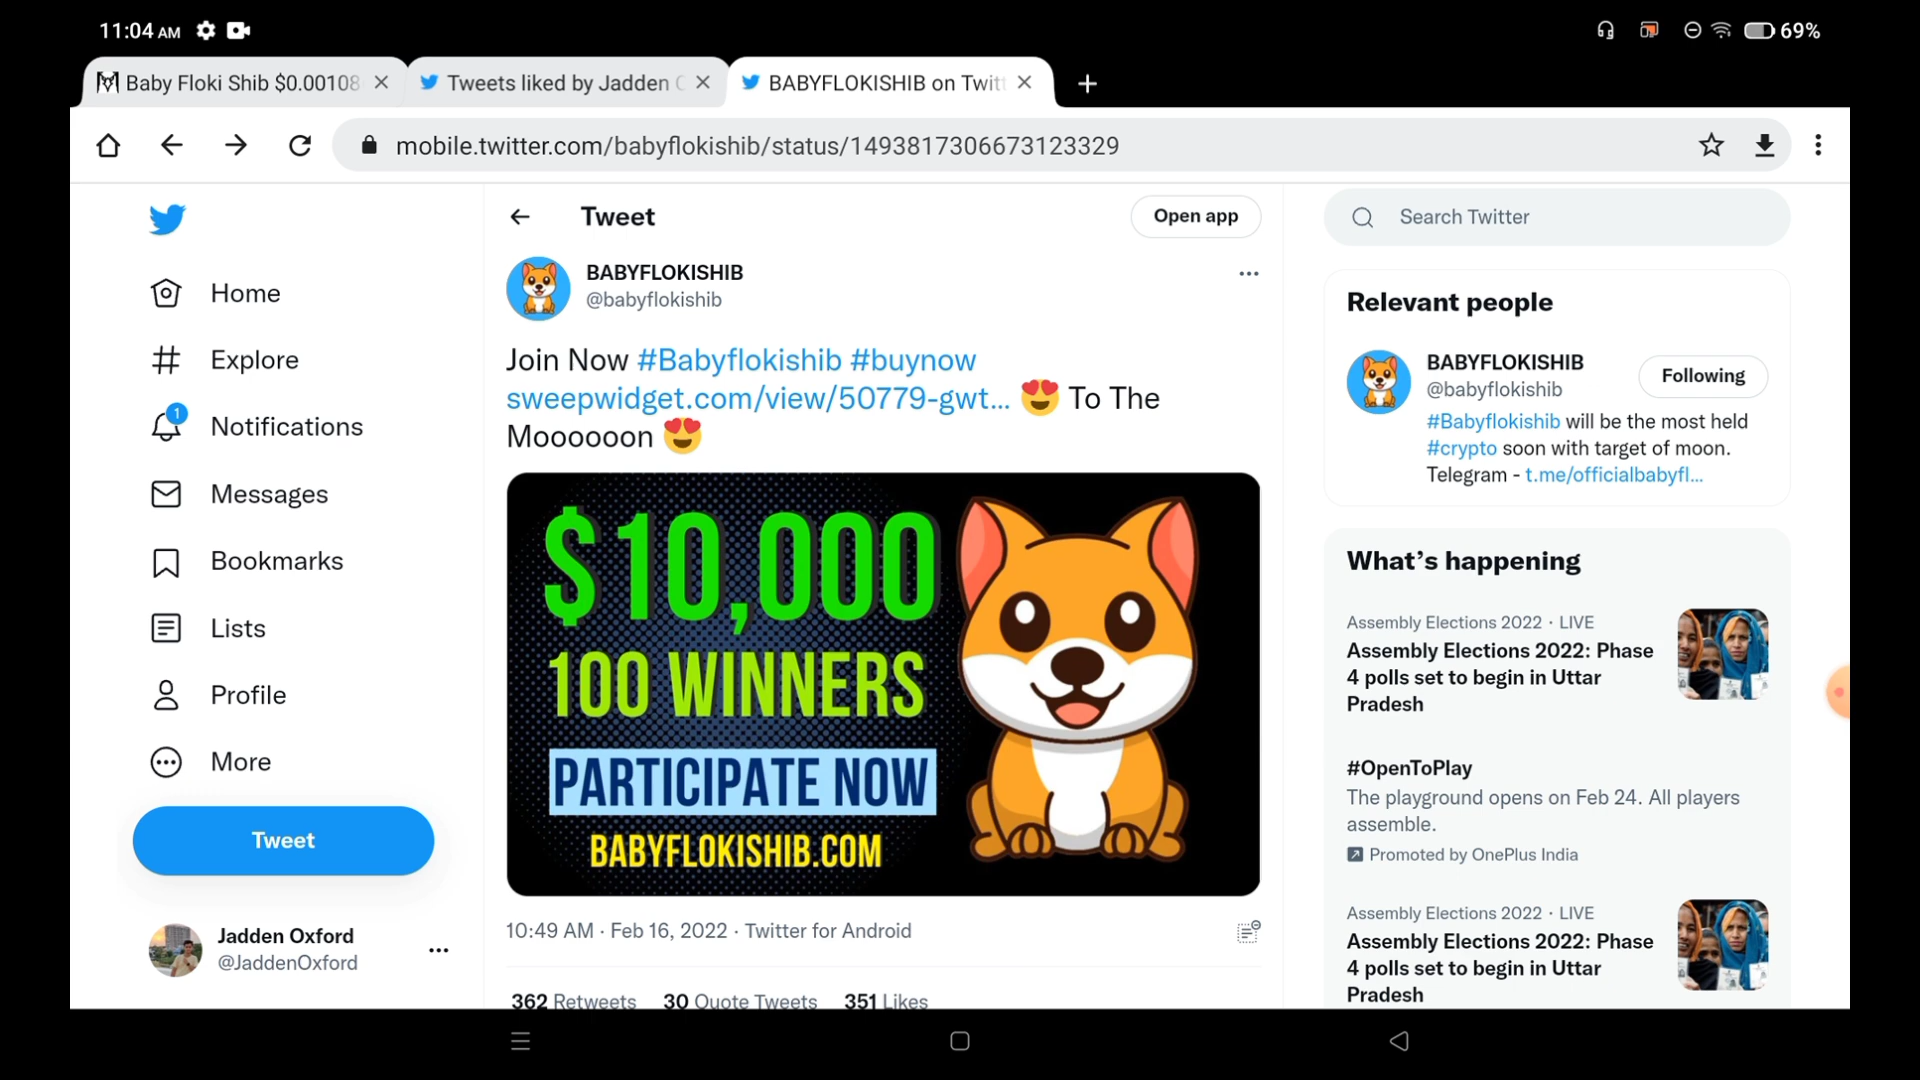 11:04 AM
69%
Baby Floki Shib $0.00108
Tweets liked by Jadden
BABYFLOKISHIB on Twit
mobile.twitter.com/babyflokishib/status/1493817306673123329
Home
Explore
1
Notifications
Messages
Bookmarks
Lists
Profile
More
Tweet
Jadden Oxford
@JaddenOxford
Tweet
Open app
BABYFLOKISHIB
@babyflokishib
Join Now #Babyflokishib #buynow
sweepwidget.com/view/50779-gwt... 😍 To The
Moooooon 😍
$10,000
100 WINNERS
PARTICIPATE NOW
BABYFLOKISHIB.COM
10:49 AM · Feb 16, 2022 · Twitter for Android
362 Retweets 30 Quote Tweets 351 Likes
Search Twitter
Relevant people
BABYFLOKISHIB
@babyflokishib
Following
#Babyflokishib will be the most held
#crypto soon with target of moon.
Telegram - t.me/officialbabyfl...
What's happening
Assembly Elections 2022 · LIVE
Assembly Elections 2022: Phase
4 polls set to begin in Uttar
Pradesh
#OpenToPlay
The playground opens on Feb 24. All players
assemble.
Promoted by OnePlus India
Assembly Elections 2022 · LIVE
Assembly Elections 2022: Phase
4 polls set to begin in Uttar
Pradesh